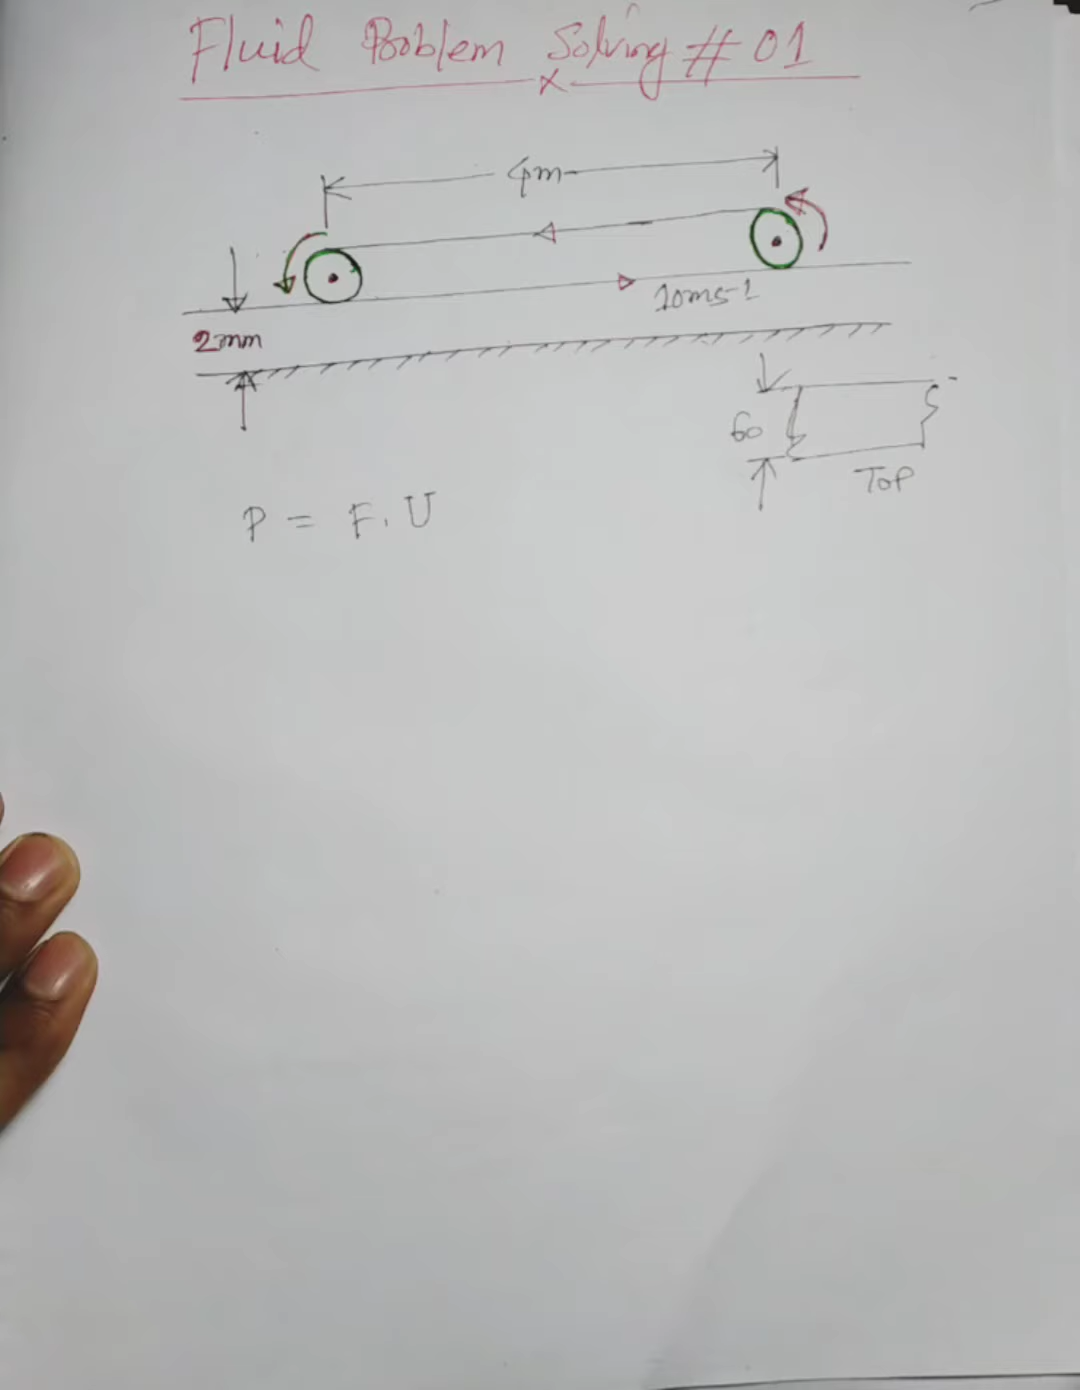 Fluid Problem Solving # 01
4m
10ms-1
2mm
60
TOP
P = F. U